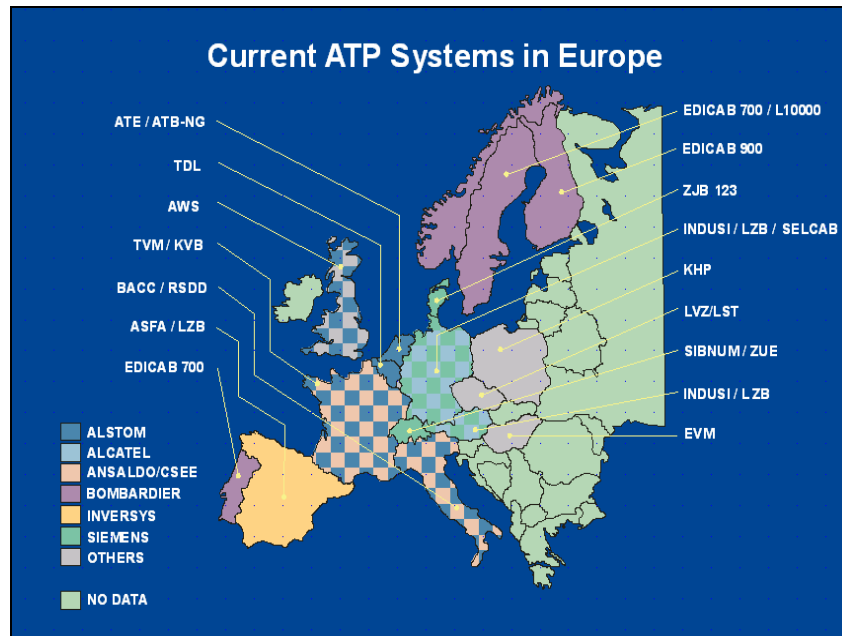 Current ATP Systems in Europe
ATE / ATB-NG
TDL
AWS
TVM / KVB
BACC / RSDD
ASFA / LZB
EDICAB 700
EDICAB 700 / L10000
EDICAB 900
ZJB 123
INDUSI / LZB / SELCAB
KHP
LVZ/LST
SIBNUM / ZUE
INDUSI / LZB
EVM
ALSTOM
ALCATEL
ANSALDO/CSEE
BOMBARDIER
INVERSYS
SIEMENS
OTHERS
NO DATA